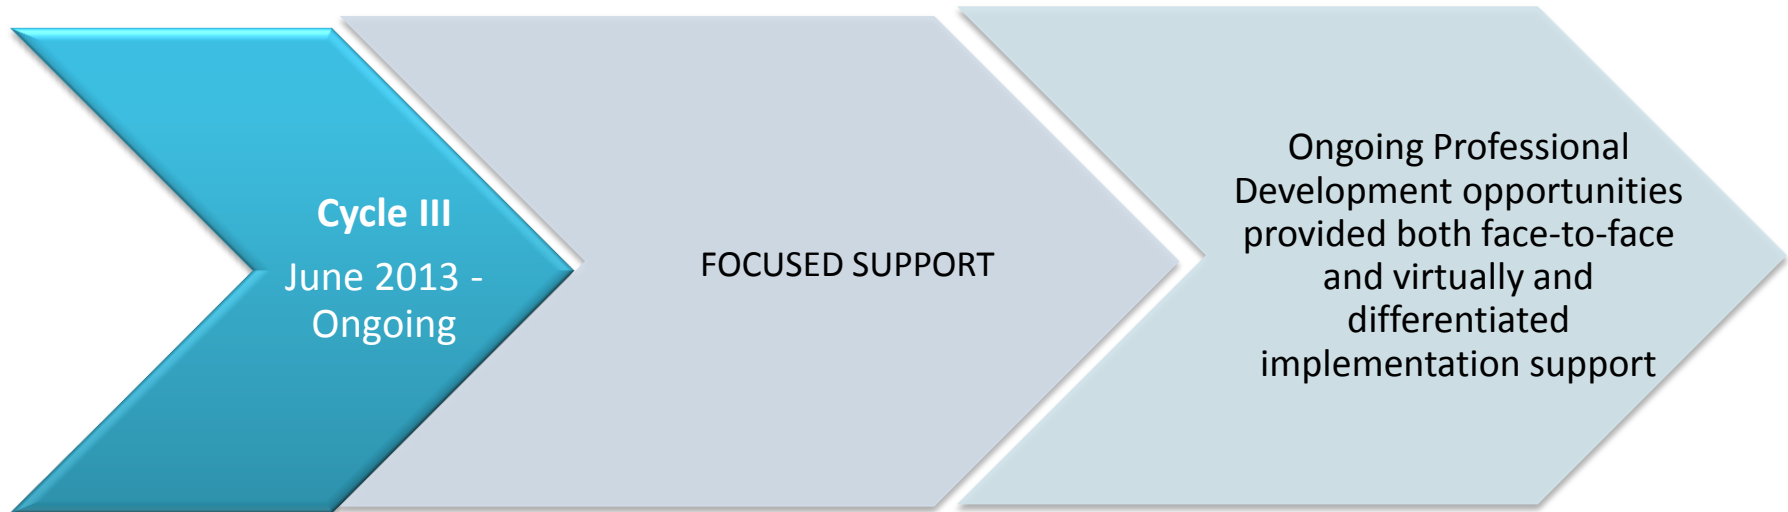 Cycle III
June 2013 -
Ongoing
FOCUSED SUPPORT
Ongoing Professional
Development opportunities
provided both face-to-face
and virtually and
differentiated
implementation support